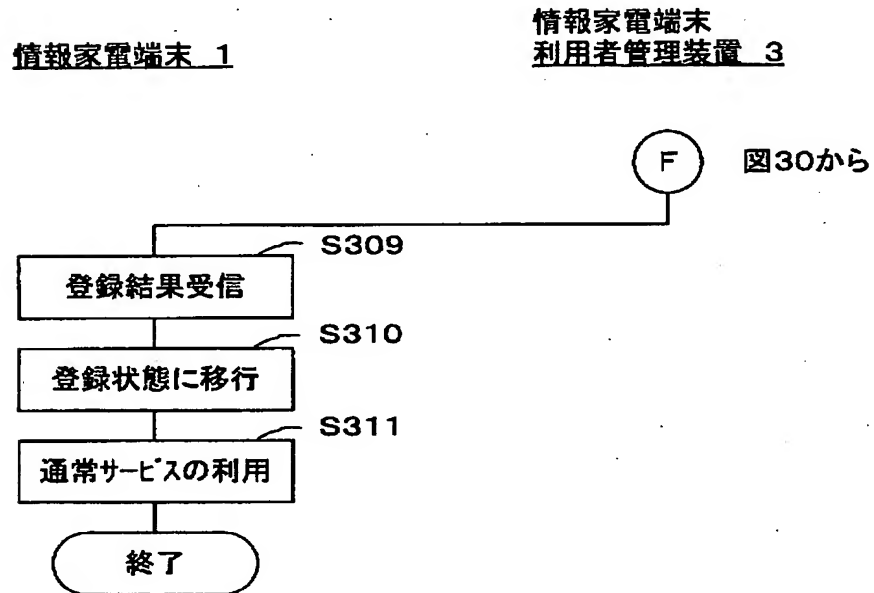 情報家電端末 1
情報家電端末
利用者管理装置 3
F
図30から
S309
登録結果受信
S310
登録状態に移行
S311
通常サービスの利用
終了